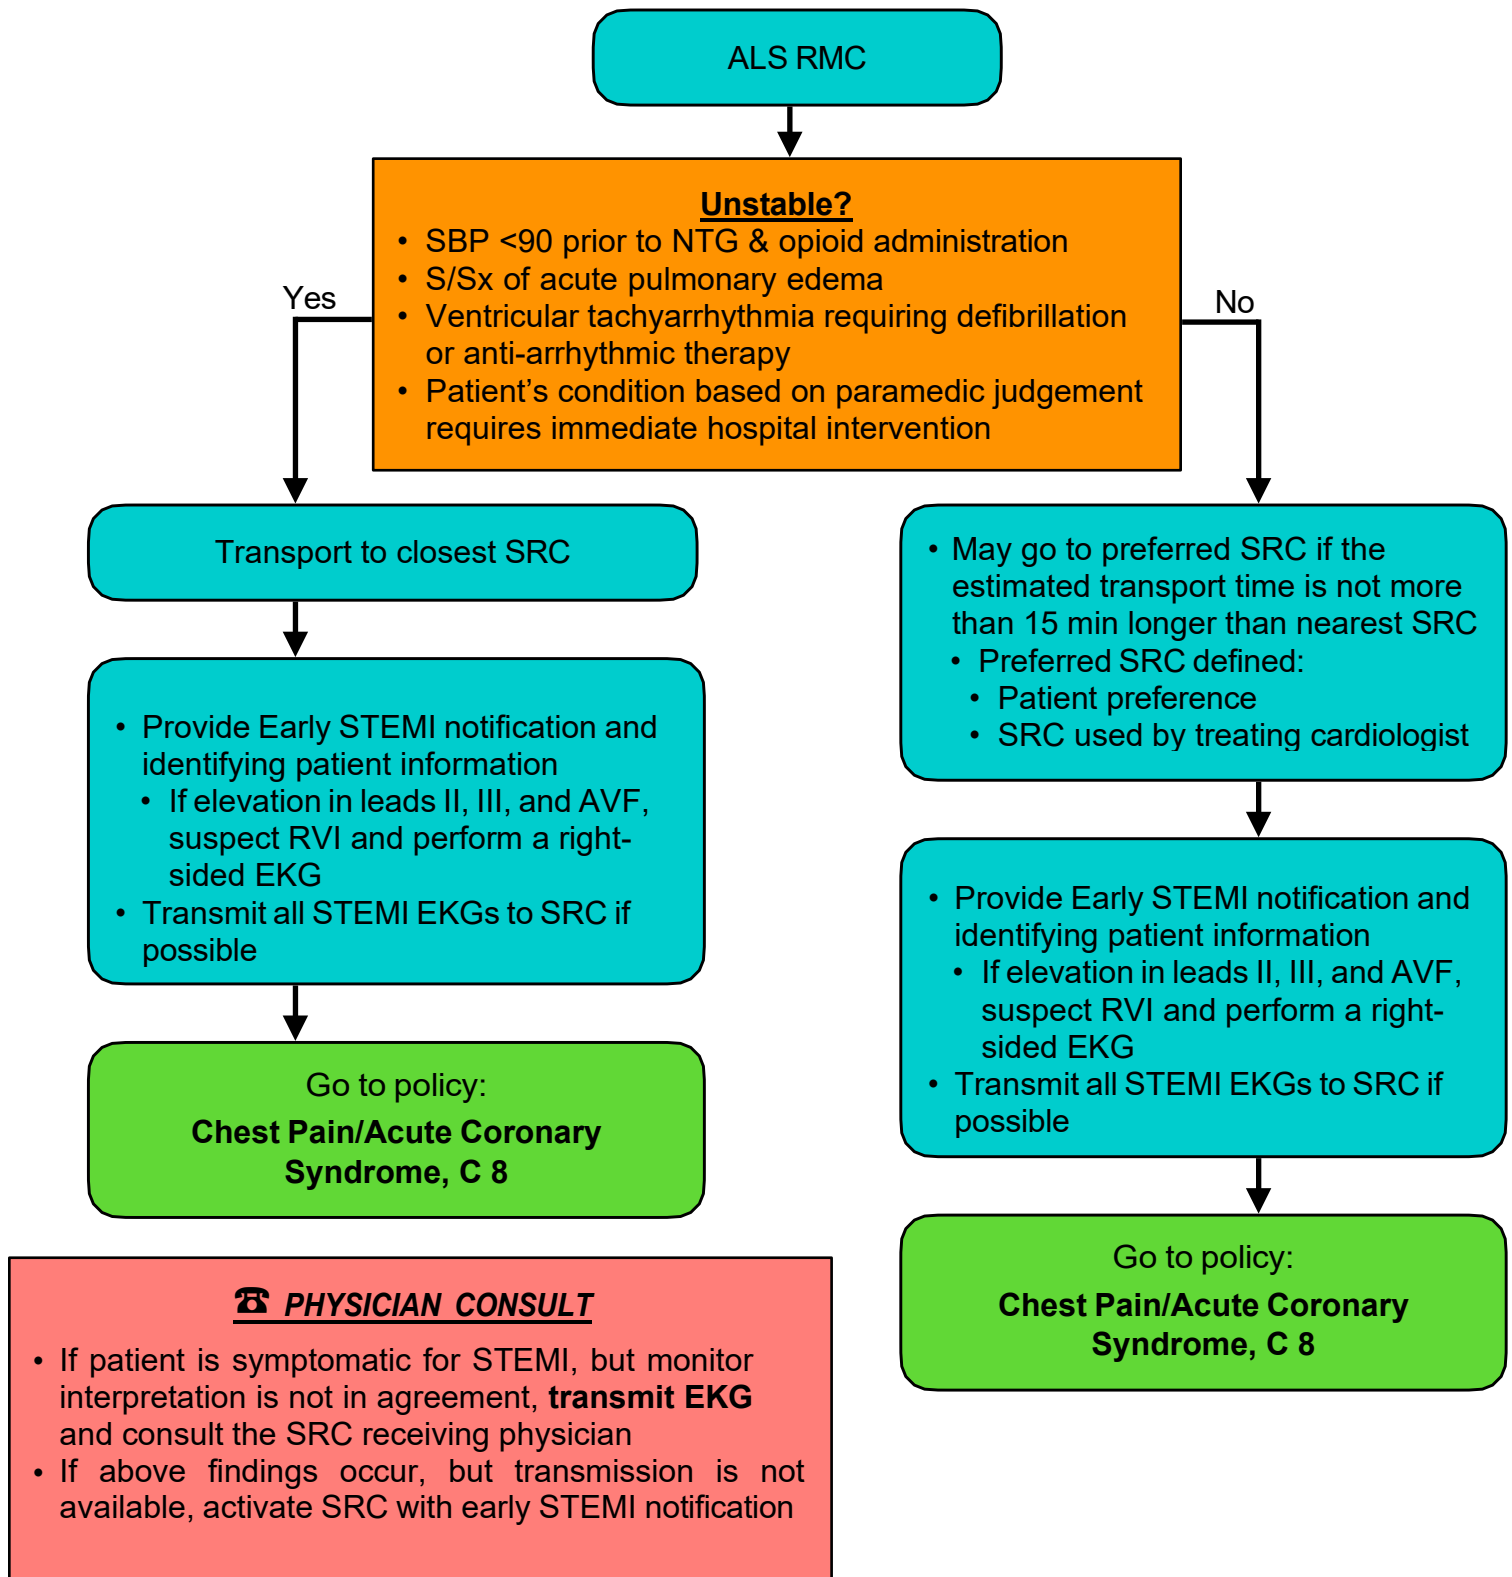 ALS RMC
Unstable?
• SBP <90 prior to NTG & opioid administration
• S/Sx of acute pulmonary edema
• Ventricular tachyarrhythmia requiring defibrillation
or anti-arrhythmic therapy
• Patient’s condition based on paramedic judgement
requires immediate hospital intervention
Yes
No
Transport to closest SRC
• Provide Early STEMI notification and
identifying patient information
• If elevation in leads II, III, and AVF,
suspect RVI and perform a right-
sided EKG
• Transmit all STEMI EKGs to SRC if
possible
Go to policy:
Chest Pain/Acute Coronary
Syndrome, C 8
• May go to preferred SRC if the
estimated transport time is not more
than 15 min longer than nearest SRC
• Preferred SRC defined:
• Patient preference
• SRC used by treating cardiologist
• Provide Early STEMI notification and
identifying patient information
• If elevation in leads II, III, and AVF,
suspect RVI and perform a right-
sided EKG
• Transmit all STEMI EKGs to SRC if
possible
Go to policy:
Chest Pain/Acute Coronary
Syndrome, C 8
☎ PHYSICIAN CONSULT
• If patient is symptomatic for STEMI, but monitor
interpretation is not in agreement, transmit EKG
and consult the SRC receiving physician
• If above findings occur, but transmission is not
available, activate SRC with early STEMI notification